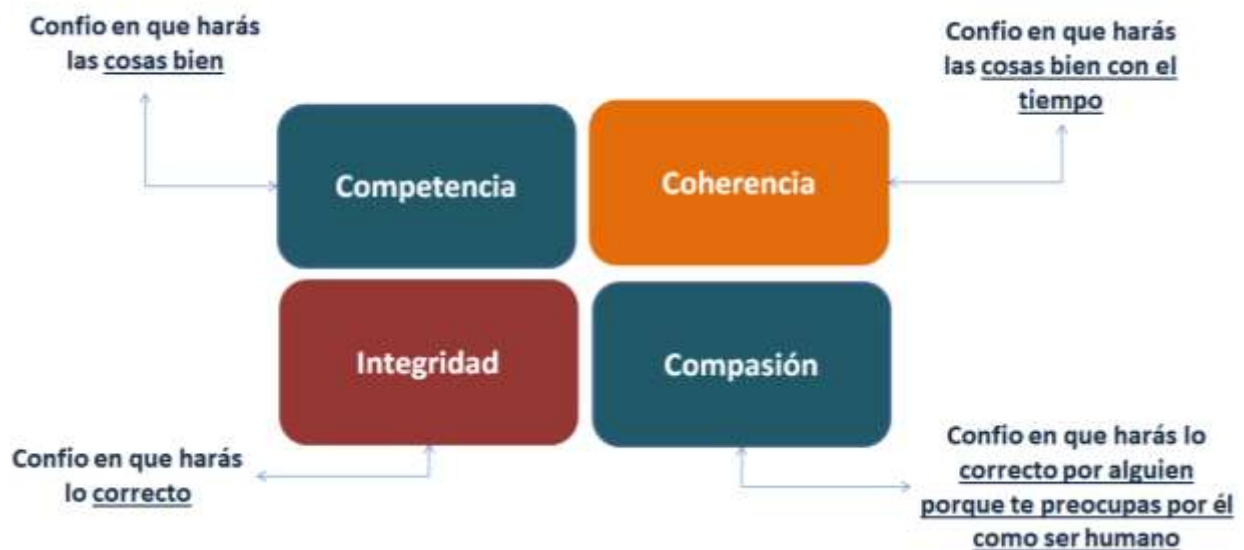 Confio en que harás
las cosas bien
Confio en que harás
las cosas bien con el
tiempo
Competencia
Coherencia
Integridad
Compasión
Confio en que harás
lo correcto
Confio en que harás lo
correcto por alguien
porque te preocupas por él
como ser humano